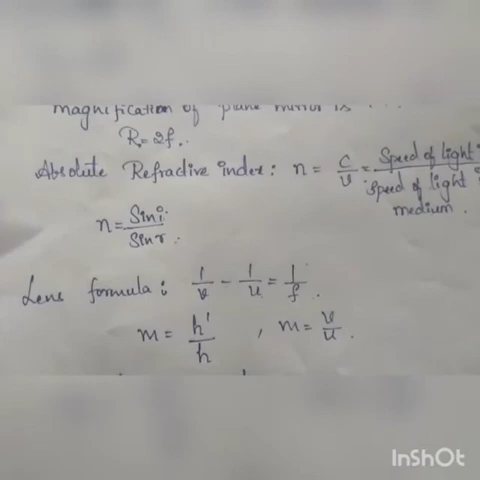 magnification of plane mirror is
R = 2f.
Absolute Refractive index: n = c/v = Speed of light / Speed of light
medium.
n = Sin i / Sin r.
Lens formula: 1/v - 1/u = 1/f.
m = h'/h , m = v/u.
InShOt